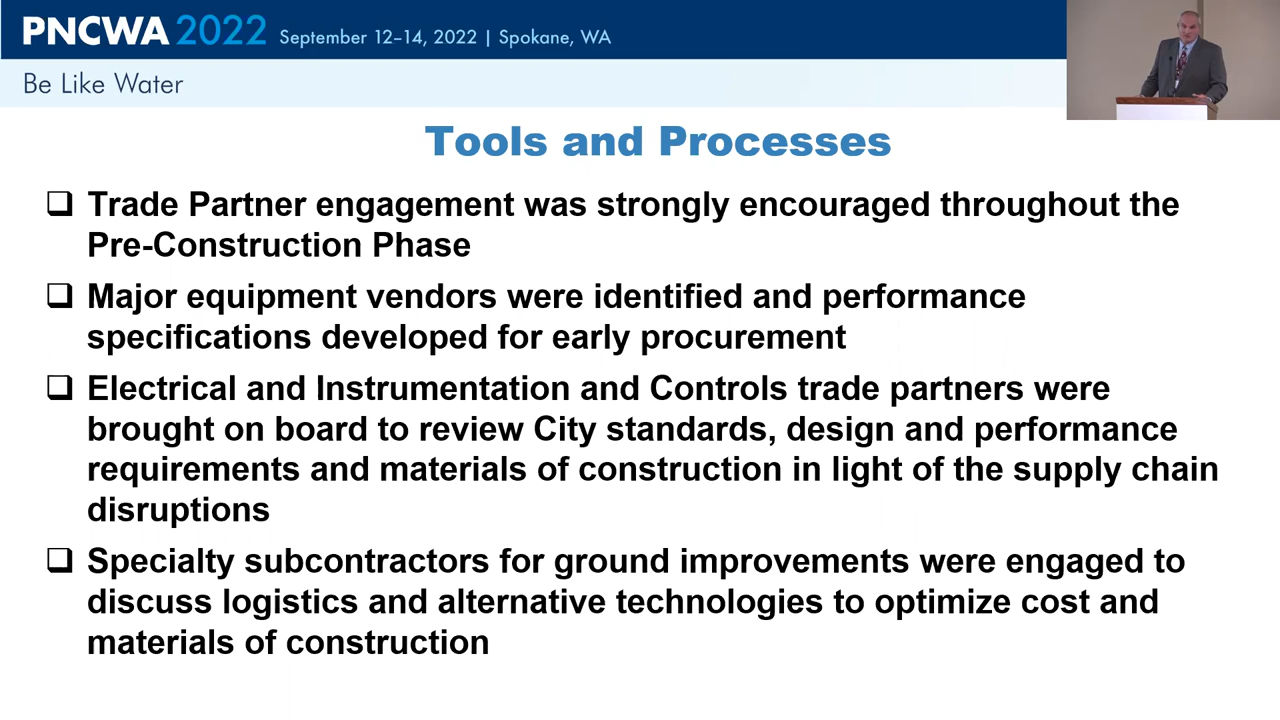 PNCWA 2022 September 12–14, 2022 | Spokane, WA
Be Like Water
Tools and Processes
❑ Trade Partner engagement was strongly encouraged throughout the
Pre-Construction Phase
❑ Major equipment vendors were identified and performance
specifications developed for early procurement
❑ Electrical and Instrumentation and Controls trade partners were
brought on board to review City standards, design and performance
requirements and materials of construction in light of the supply chain
disruptions
❑ Specialty subcontractors for ground improvements were engaged to
discuss logistics and alternative technologies to optimize cost and
materials of construction